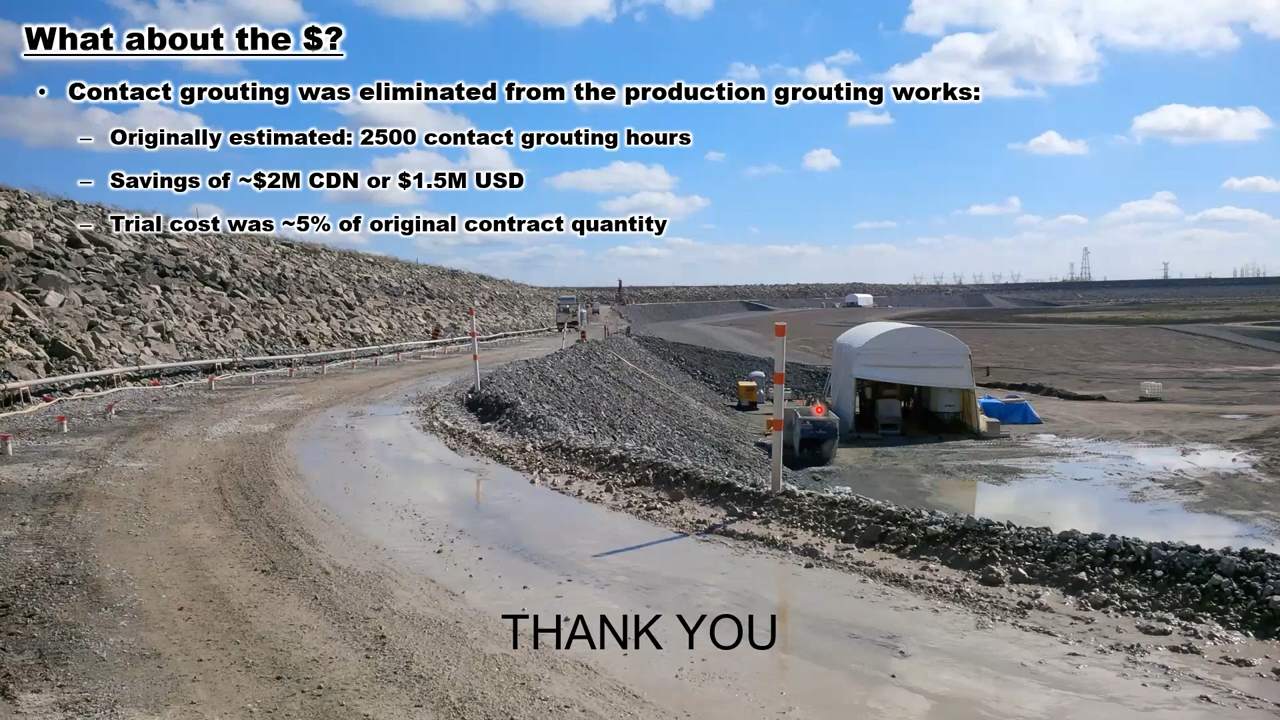 What about the $?
• Contact grouting was eliminated from the production grouting works:
– Originally estimated: 2500 contact grouting hours
– Savings of ~$2M CDN or $1.5M USD
– Trial cost was ~5% of original contract quantity
THANK YOU